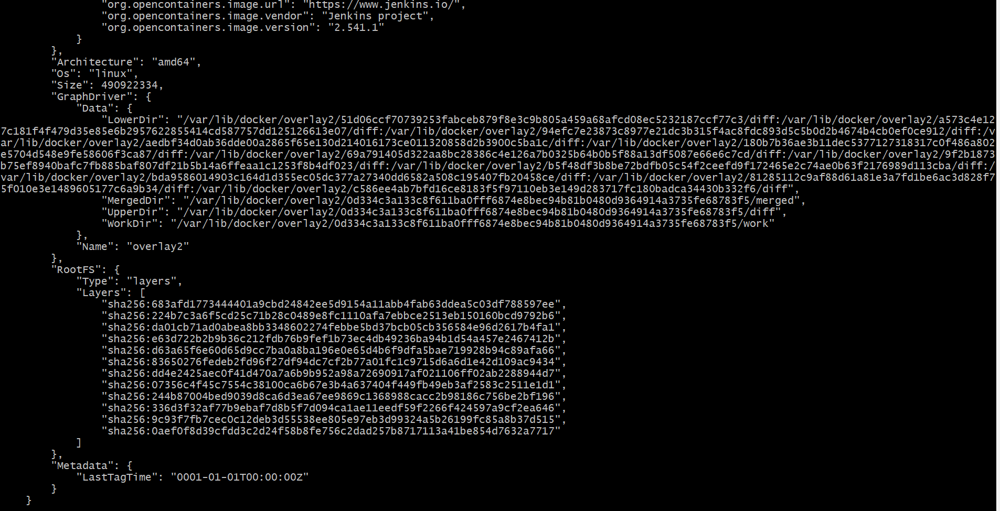 "org.opencontainers.image.url": "https://www.jenkins.io/",
"org.opencontainers.image.vendor": "Jenkins project",
"org.opencontainers.image.version": "2.541.1"
}
},
"Architecture": "amd64",
"Os": "linux",
"Size": 490922334,
"GraphDriver": {
"Data": {
"LowerDir": "/var/lib/docker/overlay2/51d06ccf70739253fabceb879f8e3c9b805a459a68afcd08ec5232187ccf77c3/diff:/var/lib/docker/overlay2/a573c4e12
7c181f4f479d35e85e6b2957622855414cd587757dd125126613e07/diff:/var/lib/docker/overlay2/94efc7e23873c8977e21dc3b315f4ac8fdc893d5c5b0d2b4674b4cb0ef0ce912/diff:/v
ar/lib/docker/overlay2/aedbf34d0ab36dde00a2865f65e130d214016173ce011320858d2b3900c5ba1c/diff:/var/lib/docker/overlay2/180b7b36ae3b11dec5377127318317c0f486a802
e5704d548e9fe58606f3ca87/diff:/var/lib/docker/overlay2/69a791405d322aa8bc28386c4e126a7b0325b64b0b5f88a13df5087e66e6c7cd/diff:/var/lib/docker/overlay2/9f2b1873
b75ef8940bafc7fb885baf807df21b5b14a6ffeaa1c1253f8b4df023/diff:/var/lib/docker/overlay2/b5f48df3b8be72bdfb05c54f2ceefd9f172465e2c74ae0b63f2176989d113cba/diff:/
var/lib/docker/overlay2/bda9586014903c164d1d355ec05dc377a27340dd6582a508c195407fb20458ce/diff:/var/lib/docker/overlay2/81285112c9af88d61a81e3a7fd1be6ac3d828f7
5f010e3e1489605177c6a9b34/diff:/var/lib/docker/overlay2/c586ee4ab7bfd16ce8183f5f97110eb3e149d283717fc180badca34430b332f6/diff",
"MergedDir": "/var/lib/docker/overlay2/0d334c3a133c8f611ba0fff6874e8bec94b81b0480d9364914a3735fe68783f5/merged",
"UpperDir": "/var/lib/docker/overlay2/0d334c3a133c8f611ba0fff6874e8bec94b81b0480d9364914a3735fe68783f5/diff",
"WorkDir": "/var/lib/docker/overlay2/0d334c3a133c8f611ba0fff6874e8bec94b81b0480d9364914a3735fe68783f5/work"
},
"Name": "overlay2"
},
"RootFS": {
"Type": "layers",
"Layers": [
"sha256:683afd1773444401a9cbd24842ee5d9154a11abb4fab63ddea5c03df788597ee",
"sha256:224b7c3a6f5cd25c71b28c0489e8fc1110afa7ebbce2513eb150160bcd9792b6",
"sha256:da01cb71ad0abea8bb3348602274febbe5bd37bcb05cb356584e96d2617b4fa1",
"sha256:e63d722b2b9b36c212fdb76b9fef1b73ec4db49236ba94b1d54a457e2467412b",
"sha256:d63a65f6e60d65d9cc7ba0a8ba196e0e65d4b6f9dfa5bae719928b94c89afa66",
"sha256:83650276fedeb2fd96f27df94dc7cf2b77a01fc1c9715d6a6d1e42d109ac9434",
"sha256:dd4e2425aec0f41d470a7a6b9b952a98a72690917af021106ff02ab2288944d7",
"sha256:07356c4f45c7554c38100ca6b67e3b4a637404f449fb49eb3af2583c2511e1d1",
"sha256:244b87004bed9039d8ca6d3ea67ee9869c1368988cacc2b98186c756be2bf196",
"sha256:336d3f32af77b9ebaf7d8b5f7d094ca1ae11eedf59f2266f424597a9cf2ea646",
"sha256:9c93f7fb7cec0c12deb3d55538ee805e97eb3d99324a5b26199fc85a8b37d515",
"sha256:0aef0f8d39cfdd3c2d24f58b8fe756c2dad257b8717113a41be854d7632a7717"
]
},
"Metadata": {
"LastTagTime": "0001-01-01T00:00:00Z"
}
}